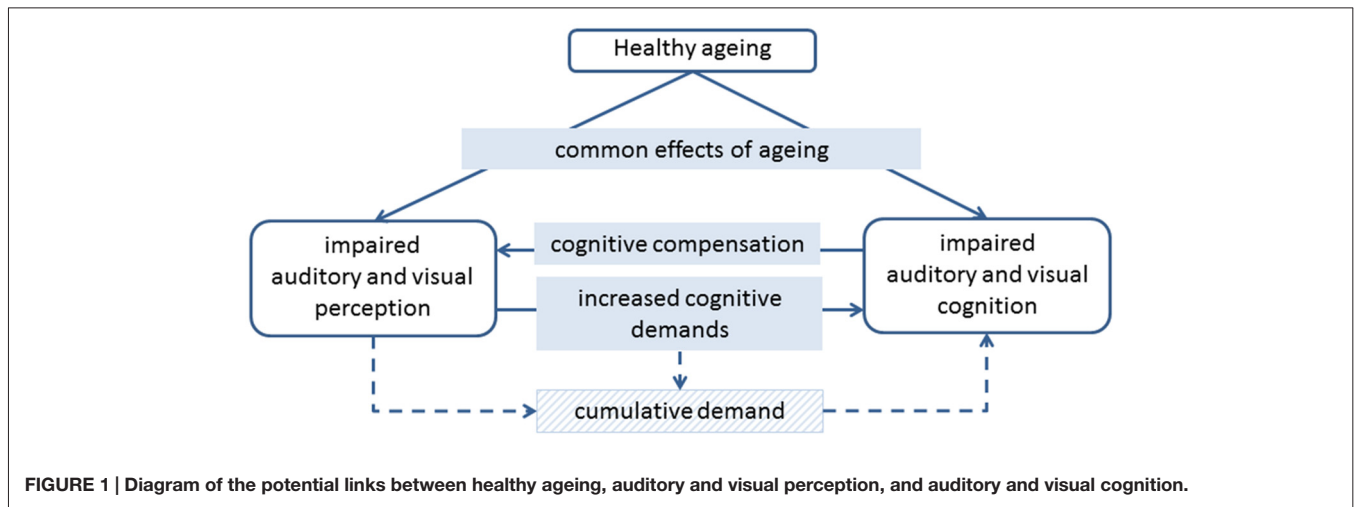 Healthy ageing
common effects of ageing
impaired
auditory and visual
perception
cognitive compensation
increased cognitive
demands
impaired
auditory and visual
cognition
cumulative demand
FIGURE 1 | Diagram of the potential links between healthy ageing, auditory and visual perception, and auditory and visual cognition.